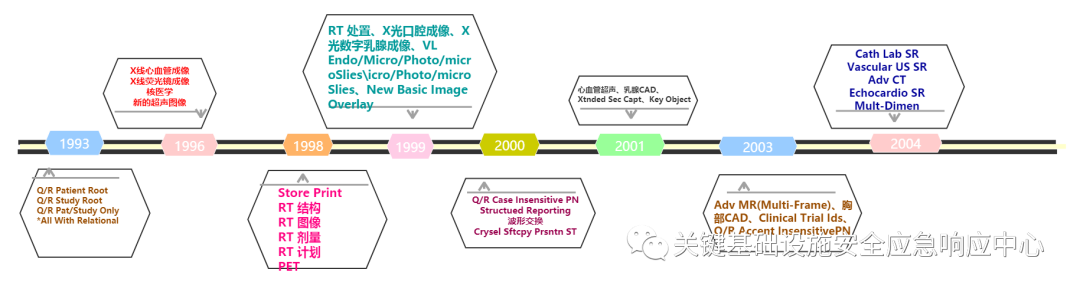 X线心血管成像
X线荧光镜成像
核医学
新的超声图像
RT 处置、X光口腔成像、X
光数字乳腺成像、VL
Endo/Micro/Photo/micr
oSlies\icro/Photo/micro
Slies、New Basic Image
Overlay
心血管超声、乳腺CAD、
Xtnded Sec Capt、Key Object
Cath Lab SR
Vascular US SR
Adv CT
Echocardio SR
Mult-Dimen
1993
1996
1998
1999
2000
2001
2003
2004
Q/R Patient Root
Q/R Study Root
Q/R Pat/Study Only
*All With Relational
Store Print
RT 结构
RT 图像
RT 剂量
RT 计划
PET
Q/R Case Insensitive PN
Structued Reporting
波形交换
Crysel Sftcpy Prsntn ST
Adv MR(Multi-Frame)、胸
部CAD、Clinical Trial Ids、
Q/R Accent InsensitivePN
关键基础设施安全应急响应中心